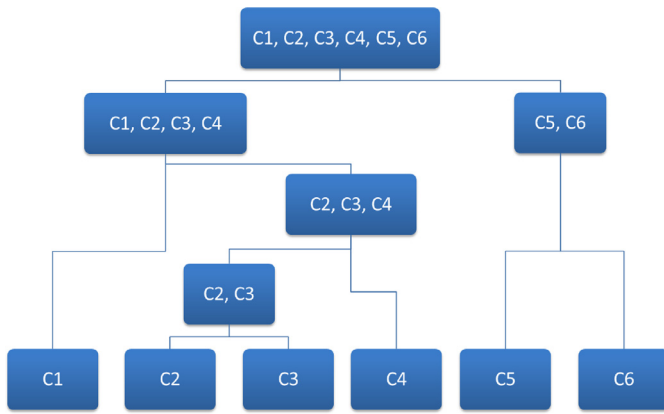 C1, C2, C3, C4, C5, C6
C1, C2, C3, C4
C5, C6
C2, C3, C4
C2, C3
C1
C2
C3
C4
C5
C6